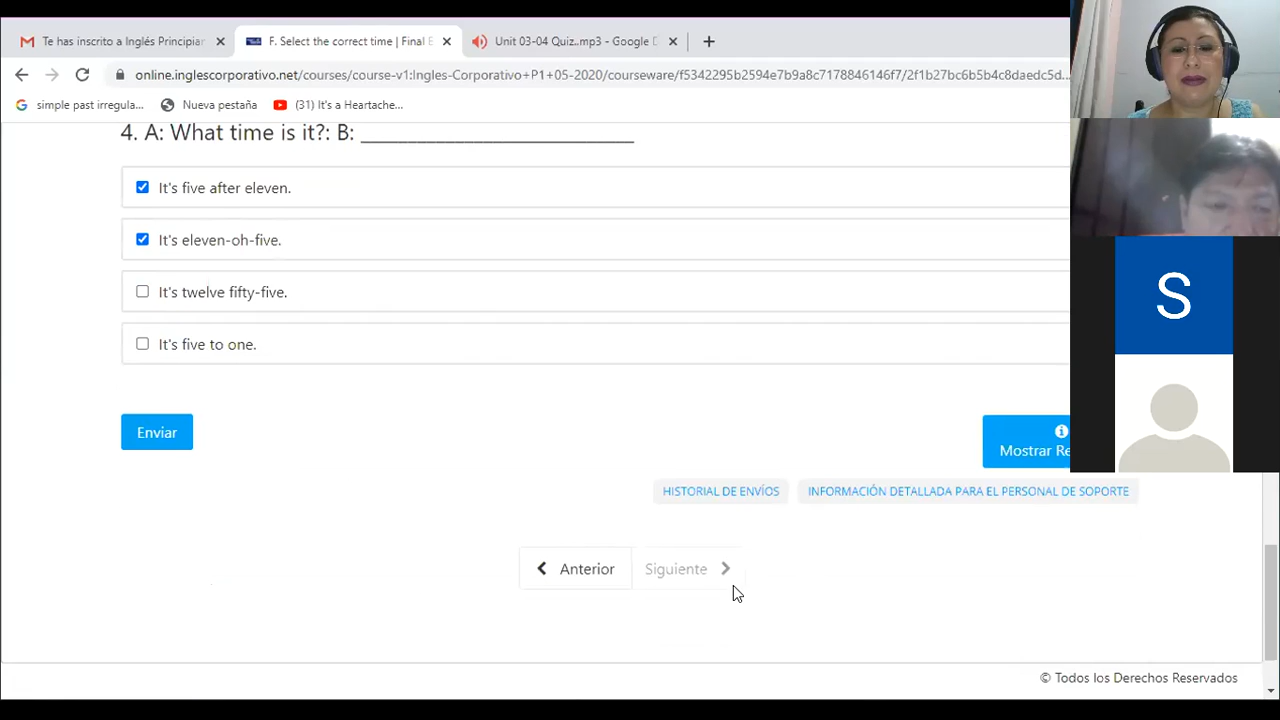 Te has inscrito a Inglés Principian
F. Select the correct time | Final E
Unit 03-04 Quiz..mp3 - Google D
online.inglescorporativo.net/courses/course-v1:Ingles-Corporativo+P1+05-2020/courseware/f5342295b2594e7b9a8c7178846146f7/2f1b27bc6b5b4c8daedc5d...
simple past irregula...
Nueva pestaña
(31) It's a Heartache...
4. A: What time is it?: B: ____________________________
It's five after eleven.
It's eleven-oh-five.
It's twelve fifty-five.
It's five to one.
Enviar
Mostrar Re
HISTORIAL DE ENVÍOS
INFORMACIÓN DETALLADA PARA EL PERSONAL DE SOPORTE
Anterior
Siguiente
© Todos los Derechos Reservados
S